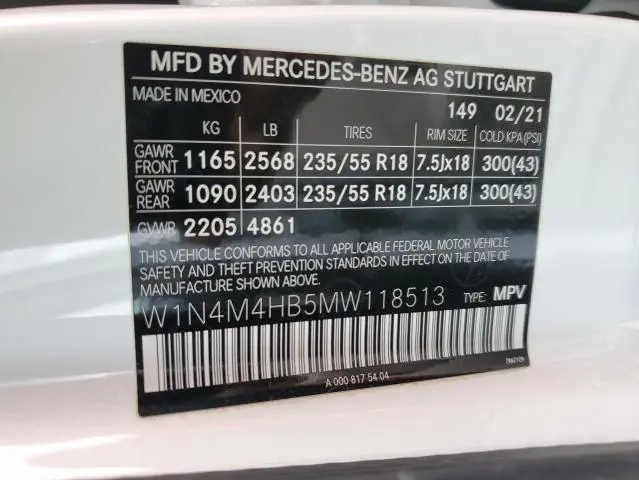 MFD BY MERCEDES-BENZ AG STUTTGART
MADE IN MEXICO 149 02/21
KG LB TIRES RIM SIZE COLD KPA(PSI)
GAWR FRONT 1165 2568 235/55 R18 7.5Jx18 300(43)
GAWR REAR 1090 2403 235/55 R18 7.5Jx18 300(43)
GVWR 2205 4861
THIS VEHICLE CONFORMS TO ALL APPLICABLE FEDERAL MOTOR VEHICLE
SAFETY AND THEFT PREVENTION STANDARDS IN EFFECT ON THE DATE OF
MANUFACTURE SHOWN ABOVE.
W1N4M4HB5MW118513 TYPE: MPV
A 000 817 54 04